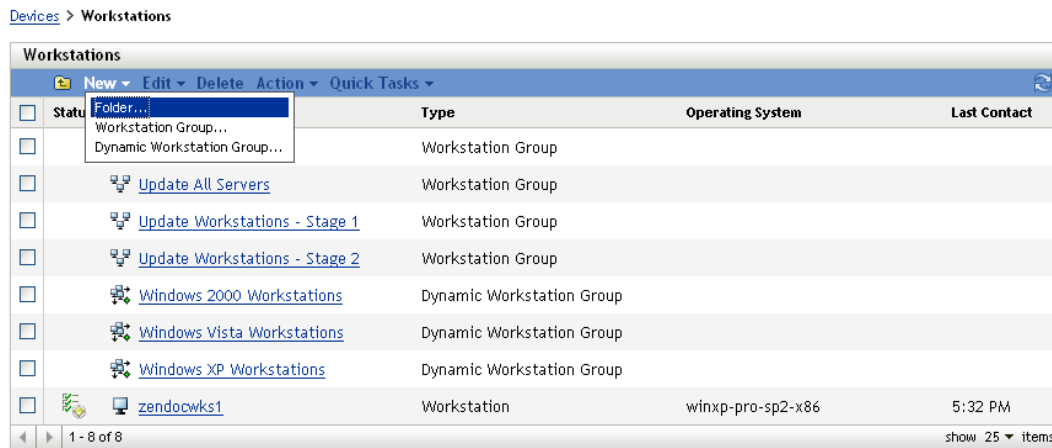 Devices > Workstations
Workstations
New Edit Delete Action Quick Tasks
Folder...
Workstation Group...
Dynamic Workstation Group...
Statu Type Operating System Last Contact
Workstation Group
Update All Servers Workstation Group
Update Workstations - Stage 1 Workstation Group
Update Workstations - Stage 2 Workstation Group
Windows 2000 Workstations Dynamic Workstation Group
Windows Vista Workstations Dynamic Workstation Group
Windows XP Workstations Dynamic Workstation Group
zendocwks1 Workstation winxp-pro-sp2-x86 5:32 PM
1 - 8 of 8 show 25 items